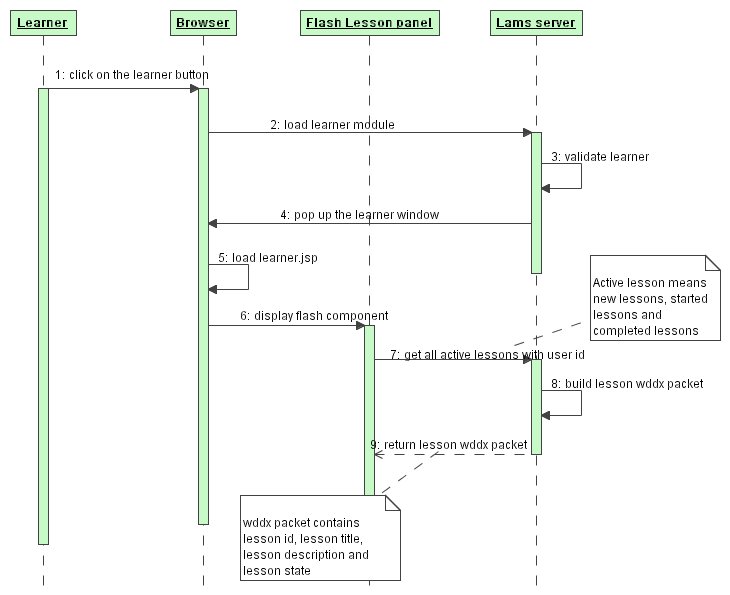 Learner
Browser
Flash Lesson panel
Lams server
1: click on the learner button
2: load learner module
3: validate learner
4: pop up the learner window
5: load learner.jsp
Active lesson means
new lessons, started
lessons and
completed lessons
6: display flash component
7: get all active lessons with user id
8: build lesson wddx packet
9: return lesson wddx packet
wddx packet contains
lesson id, lesson title,
lesson description and
lesson state